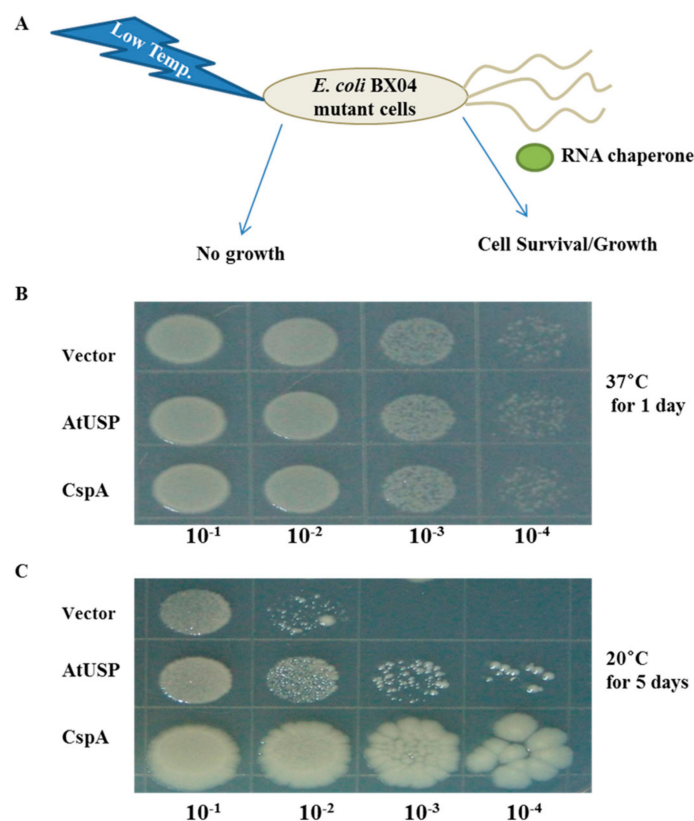 A
Low Temp.
E. coli BX04
mutant cells
RNA chaperone
No growth
Cell Survival/Growth
B
Vector
AtUSP
CspA
37°C
for 1 day
10-1
10-2
10-3
10-4
C
Vector
AtUSP
CspA
20°C
for 5 days
10-1
10-2
10-3
10-4